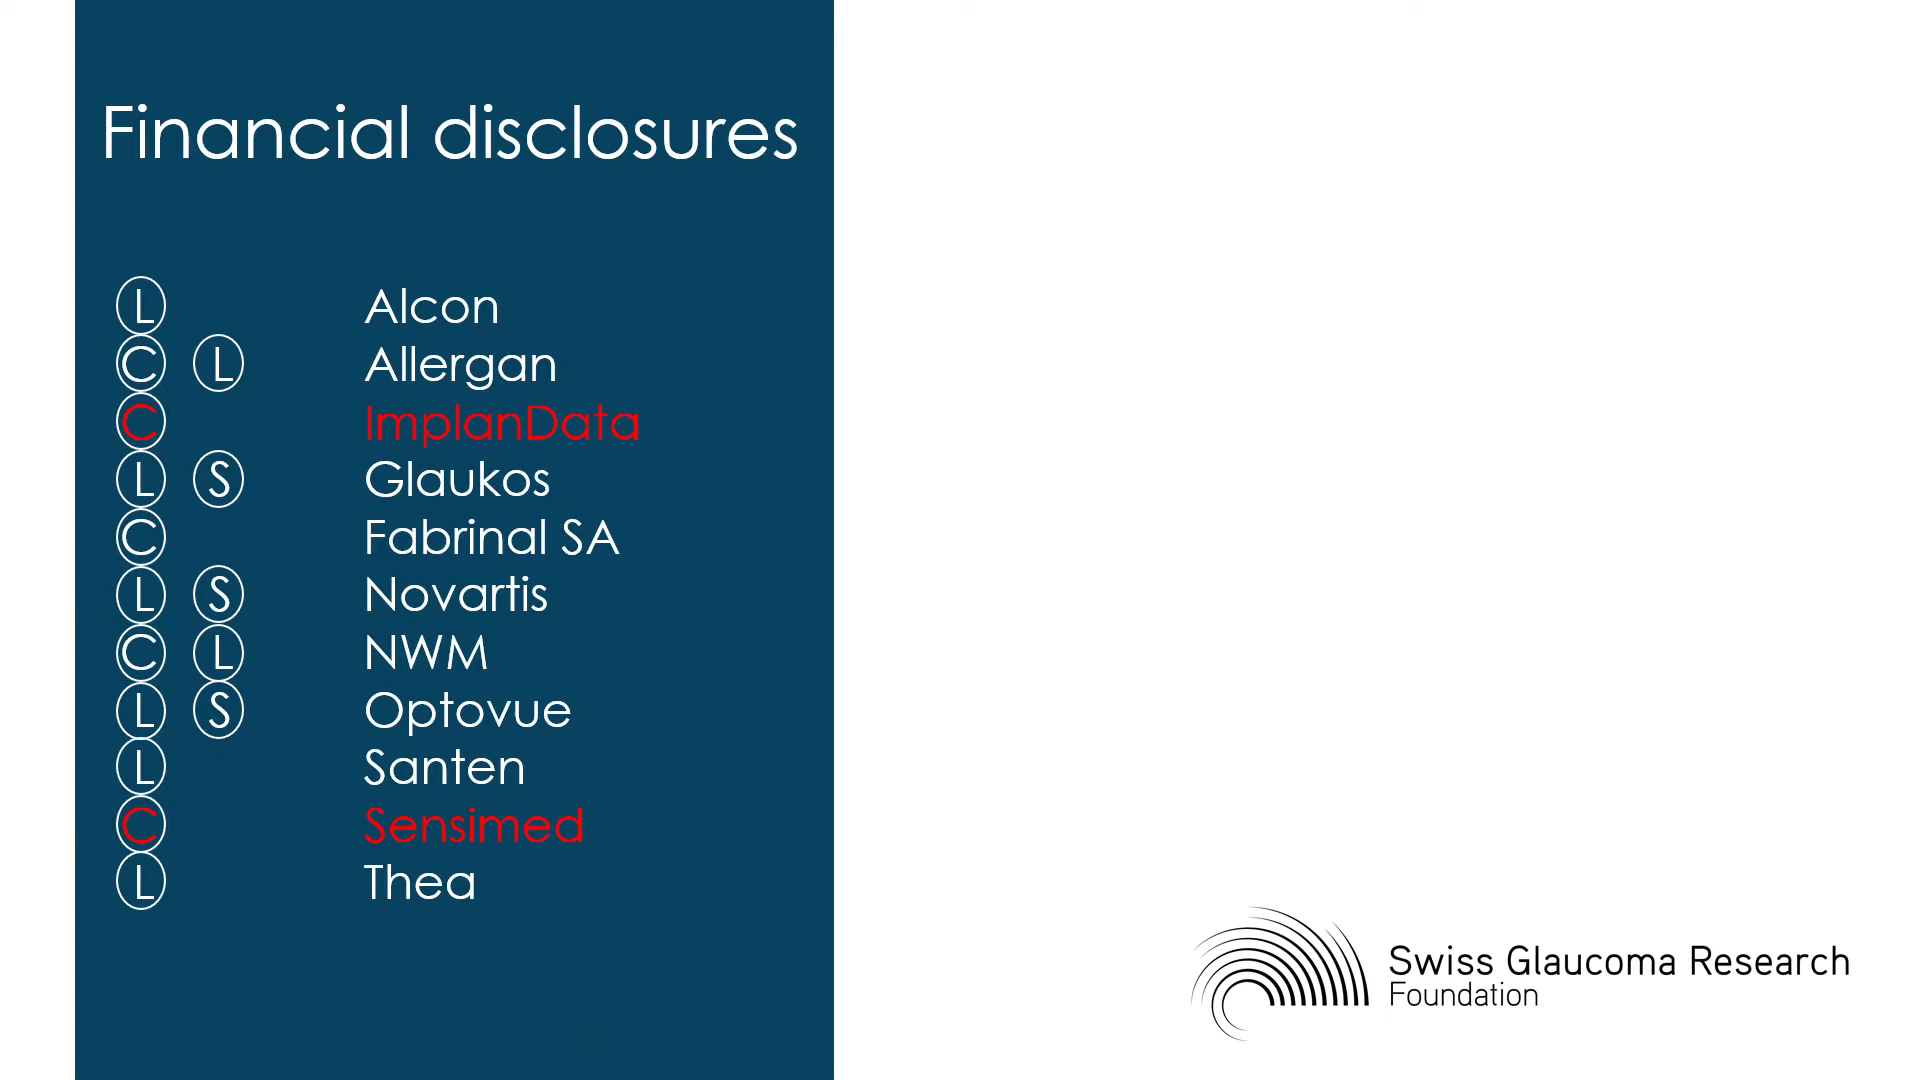 Financial disclosures
L Alcon
C L Allergan
C ImplanData
L S Glaukos
C Fabrinal SA
L S Novartis
C L NWM
L S Optovue
L Santen
C Sensimed
L Thea
Swiss Glaucoma Research
Foundation